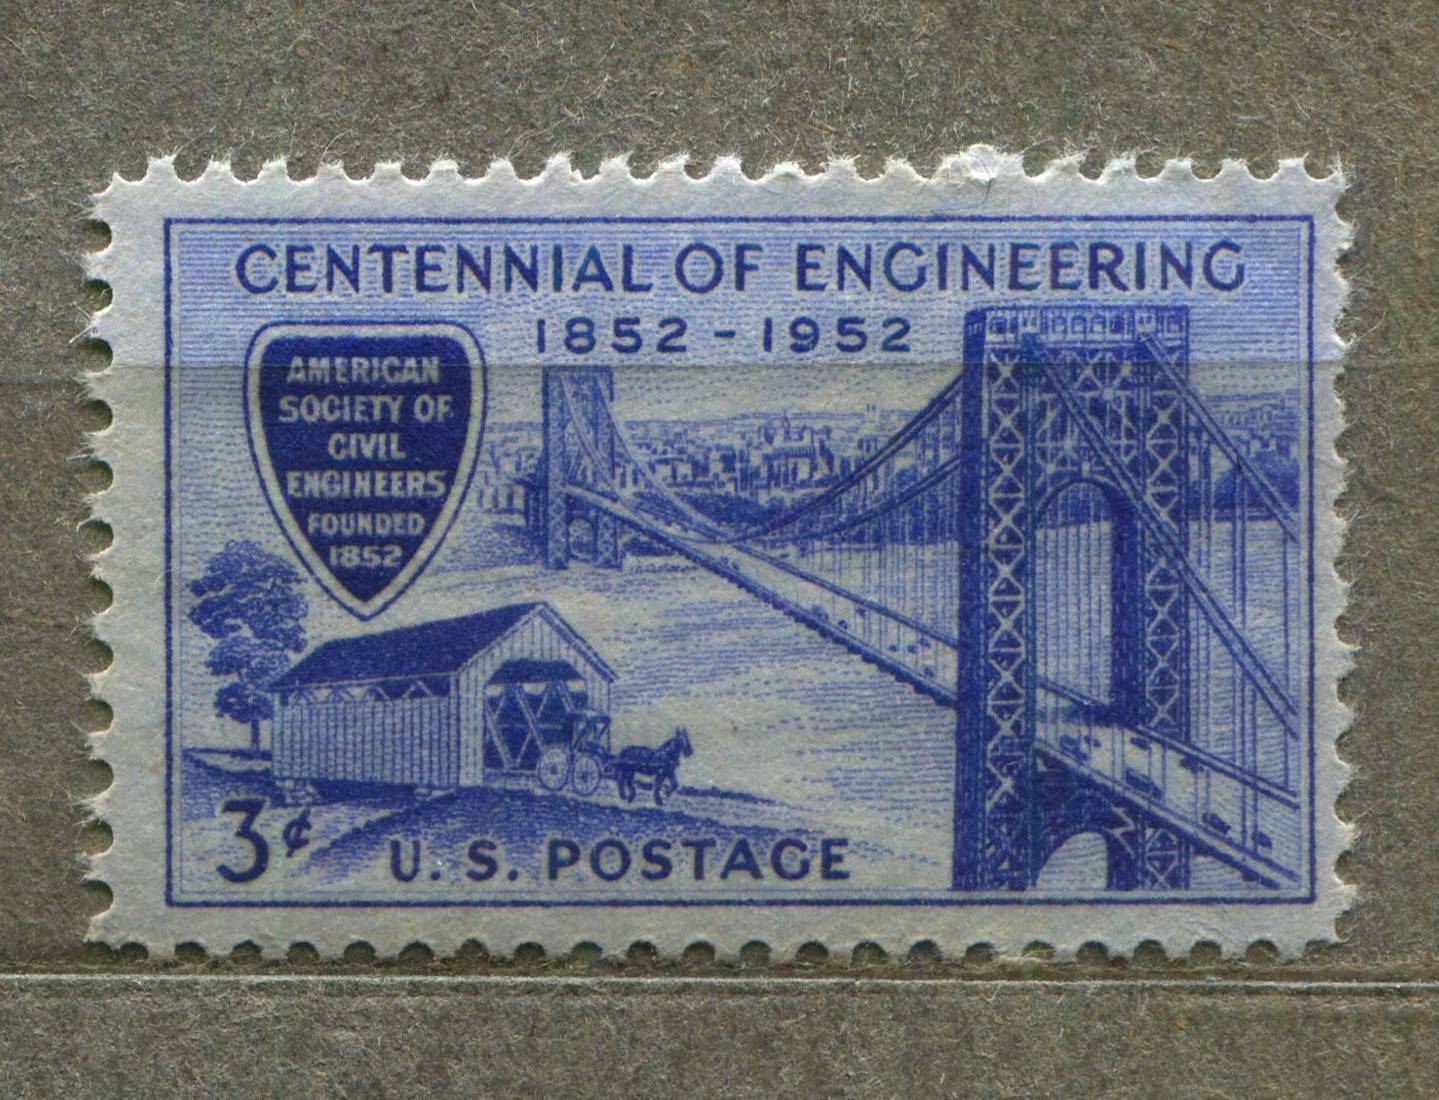 CENTENNIAL OF ENGINEERING
1852 - 1952
AMERICAN
SOCIETY OF
CIVIL
ENGINEERS
FOUNDED
1852
3¢
U. S. POSTAGE